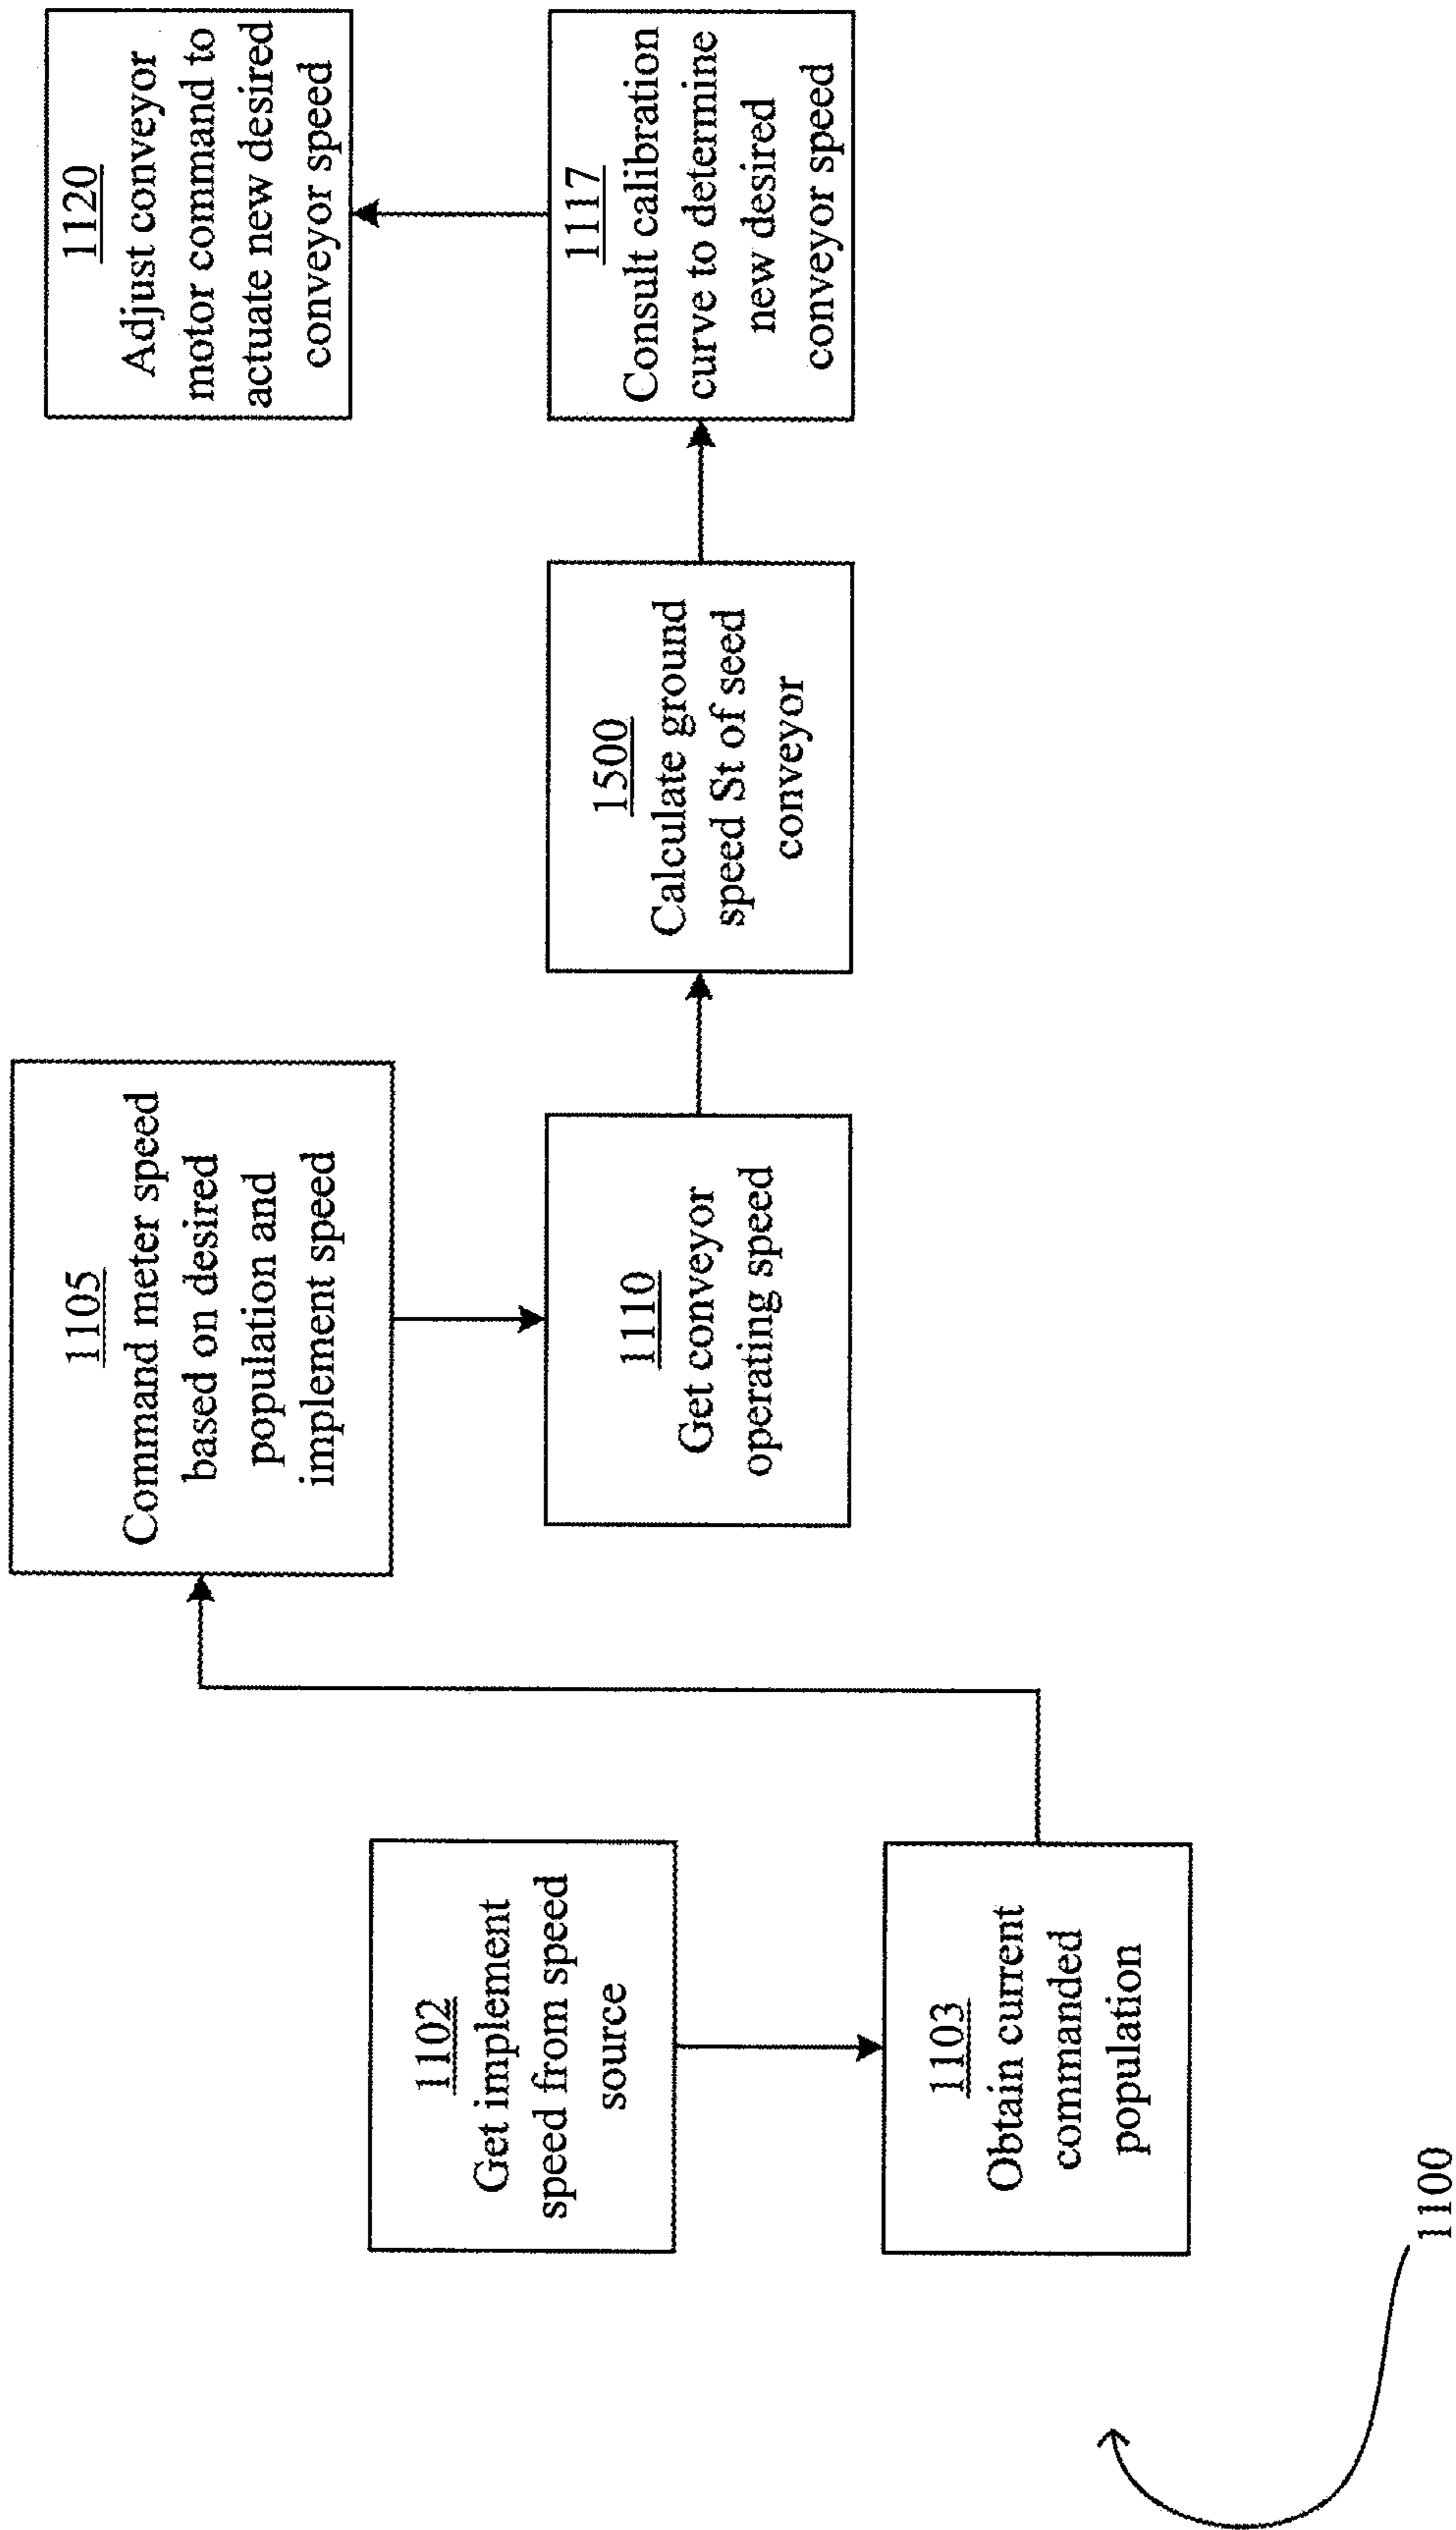 1102
Get implement
speed from speed
source
1103
Obtain current
commanded
population
1105
Command meter speed
based on desired
population and
implement speed
1110
Get conveyor
operating speed
1500
Calculate ground
speed St of seed
conveyor
1117
Consult calibration
curve to determine
new desired
conveyor speed
1120
Adjust conveyor
motor command to
actuate new desired
conveyor speed
1100